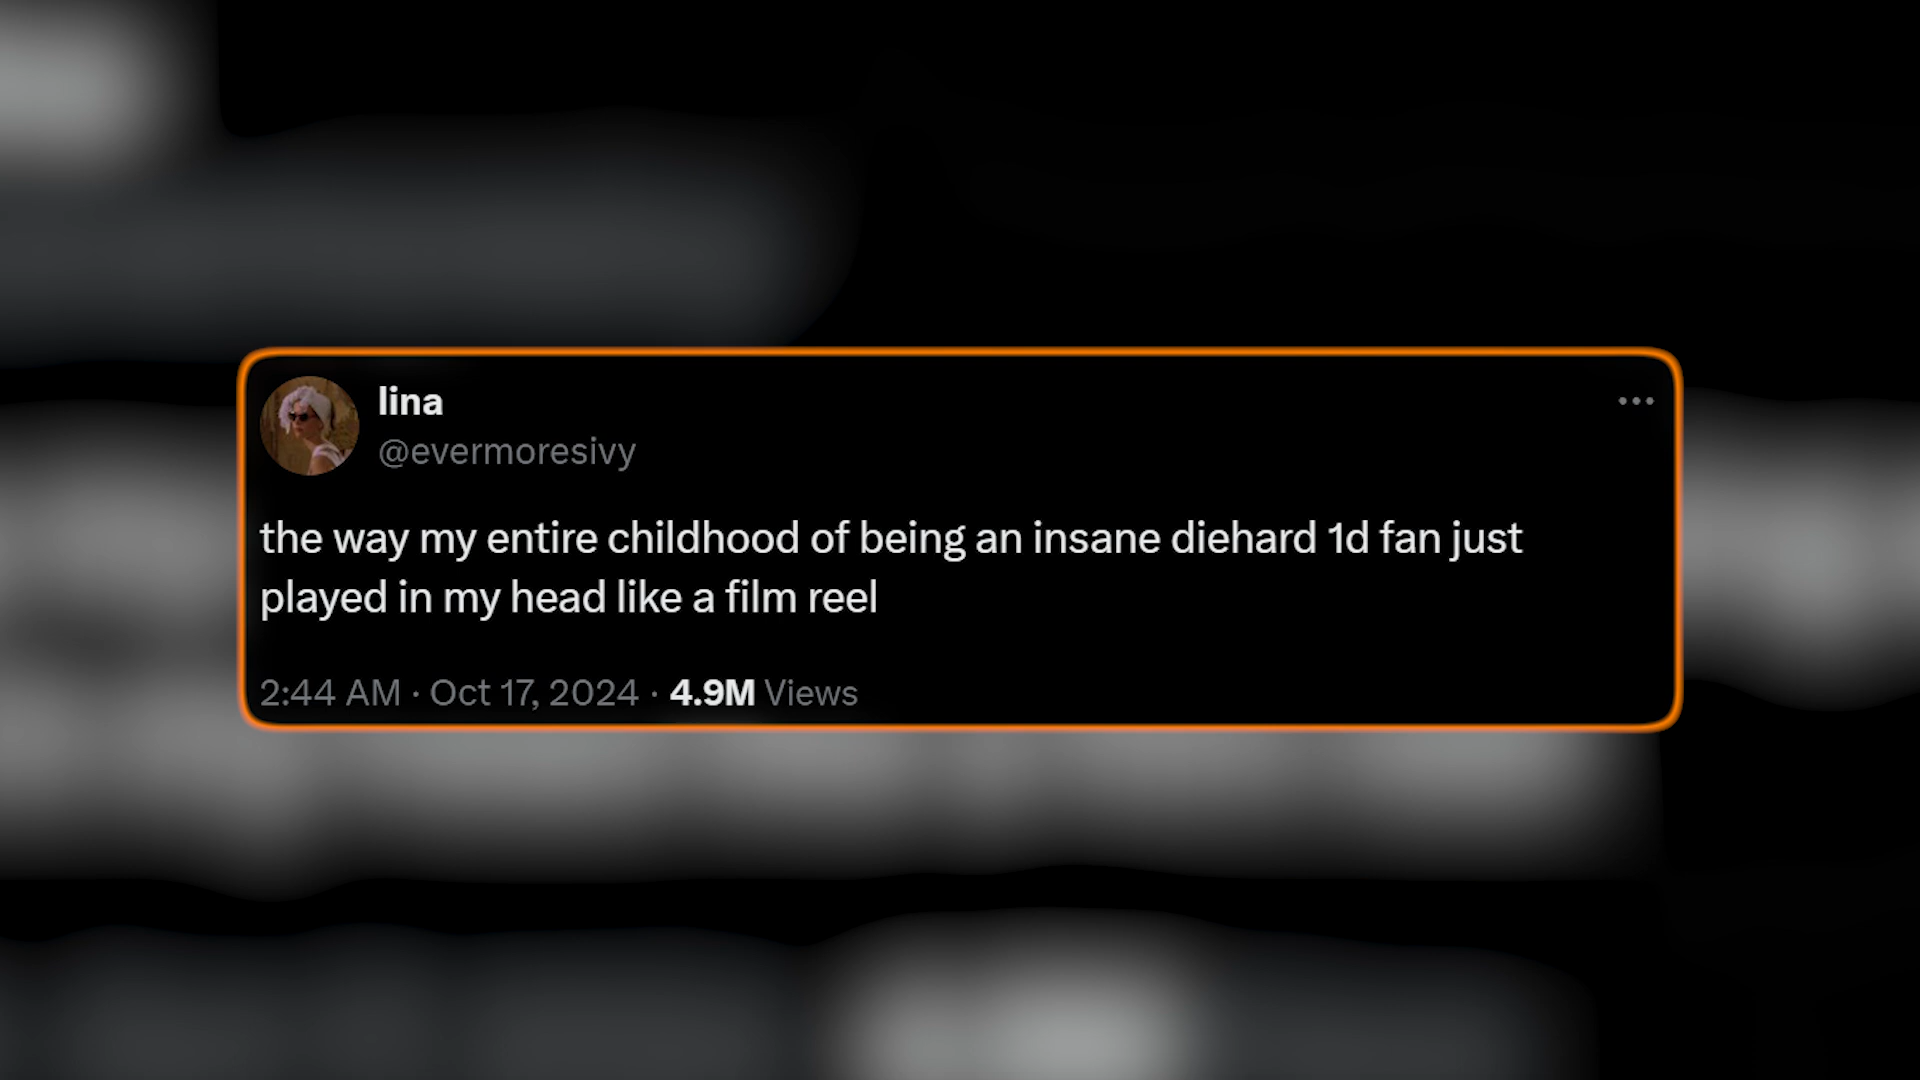 lina
@evermoresivy
the way my entire childhood of being an insane diehard 1d fan just
played in my head like a film reel
2:44 AM · Oct 17, 2024 · 4.9M Views